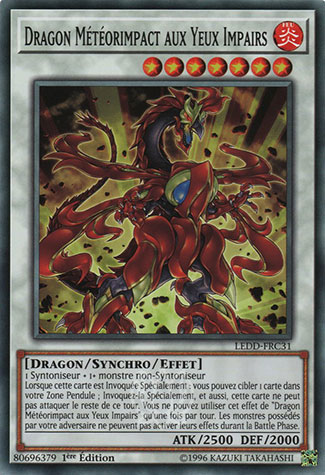 Dragon Météorimpact aux Yeux Impairs
FEU
炎
LEDD-FRC31
[Dragon/Synchro/Effet]
1 Syntoniseur + 1+ monstre non-Syntoniseur
Lorsque cette carte est Invoquée Spécialement : vous pouvez cibler 1 carte dans
votre Zone Pendule ; Invoquez-la Spécialement, et aussi, cette carte ne peut
pas attaquer le reste de ce tour. Vous ne pouvez utiliser cet effet de "Dragon
Météorimpact aux Yeux Impairs" qu'une fois par tour. Les monstres possédés
par votre adversaire ne peuvent pas activer leurs effets durant la Battle Phase.
ATK/2500 DEF/2000
80696379 1ère Edition ©1996 KAZUKI TAKAHASHI